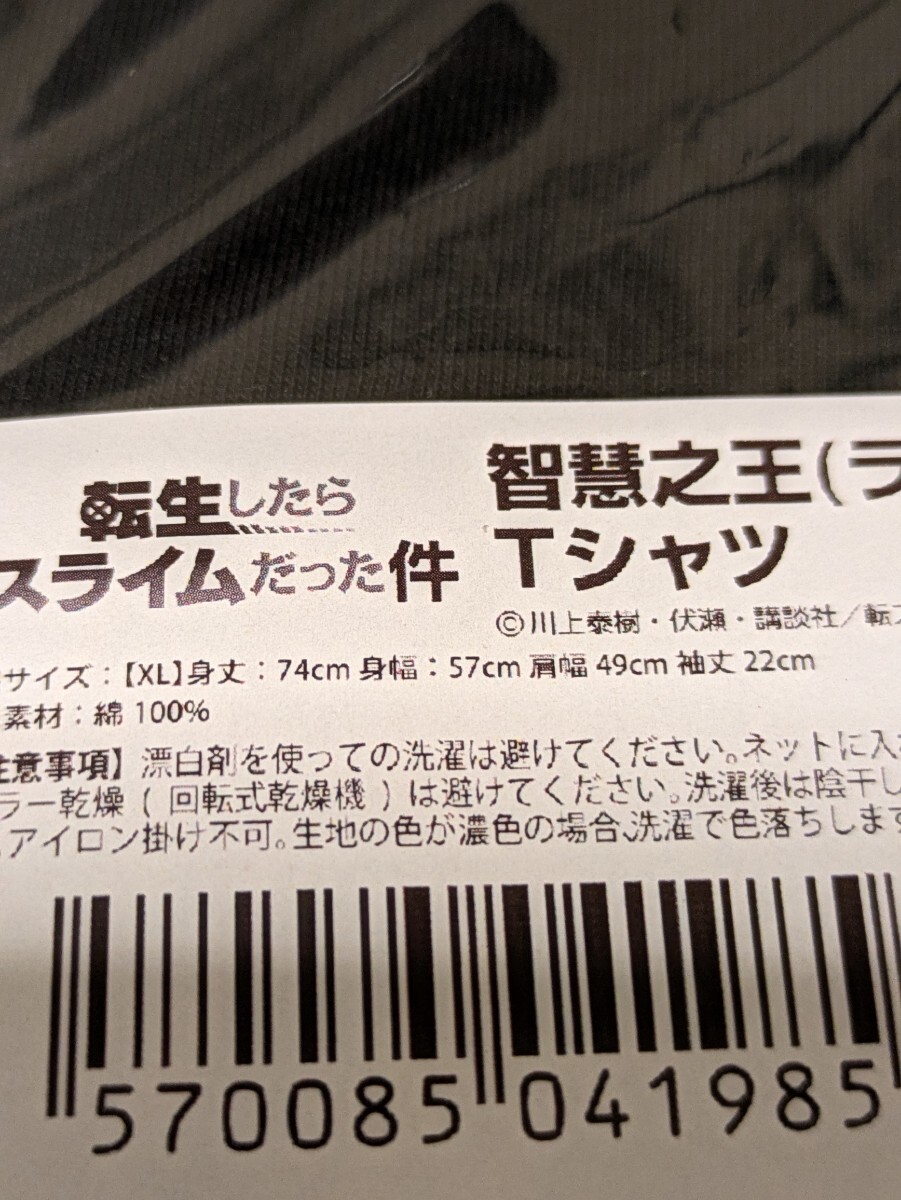 転生したら
スライムだった件
智慧之王(ラ
Tシャツ
©川上泰樹・伏瀬・講談社/転ス
サイズ:【XL】身丈:74cm 身幅:57cm 肩幅 49cm 袖丈 22cm
素材:綿 100%
注意事項】漂白剤を使っての洗濯は避けてください。ネットに入
ラー乾燥(回転式乾燥機)は避けてください。洗濯後は陰干し
アイロン掛け不可。生地の色が濃色の場合、洗濯で色落ちします
570085 041985